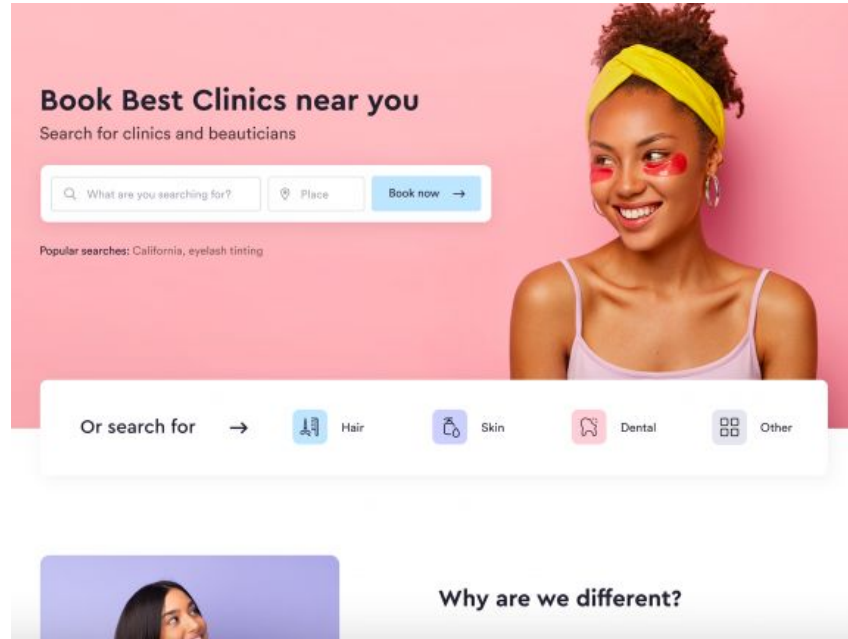 Book Best Clinics near you
Search for clinics and beauticians
What are you searching for?
Place
Book now →
Popular searches: California, eyelash tinting
Or search for →
Hair
Skin
Dental
Other
Why are we different?